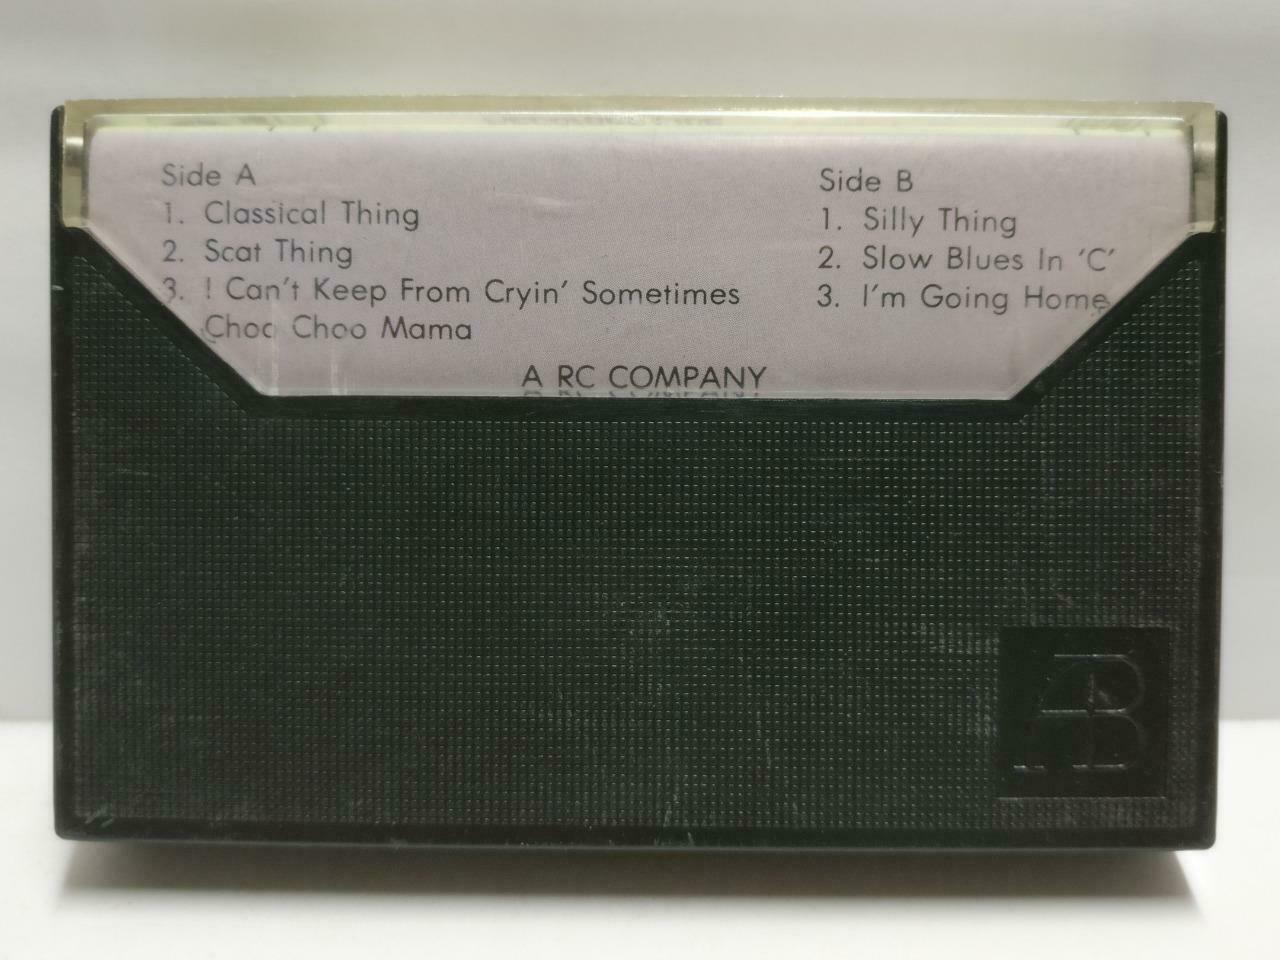 Side A
1. Classical Thing
2. Scat Thing
3. I Can't Keep From Cryin' Sometimes
Choo Choo Mama
Side B
1. Silly Thing
2. Slow Blues In 'C'
3. I'm Going Home
A RC COMPANY